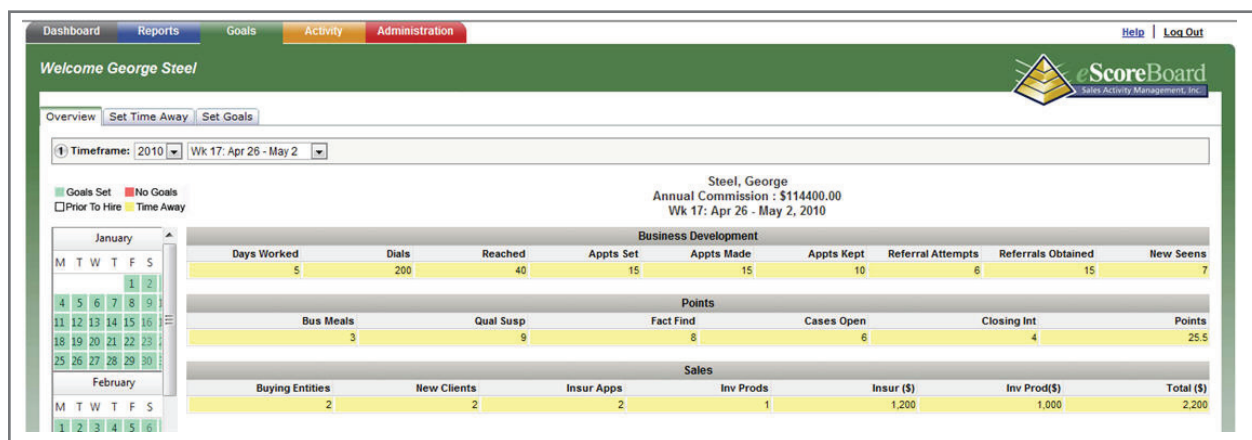 Dashboard Reports Goals Activity Administration Help | Log Out
Welcome George Steel
eScoreBoard
Sales Activity Management, Inc.
Overview Set Time Away Set Goals
1 Timeframe: 2010 Wk 17: Apr 26 - May 2
Goals Set No Goals
Prior To Hire Time Away
Steel, George
Annual Commission : $114400.00
Wk 17: Apr 26 - May 2, 2010
January
M T W T F S
1 2
4 5 6 7 8 9
11 12 13 14 15 16
18 19 20 21 22 23
25 26 27 28 29 30
February
M T W T F S
1 2 3 4 5 6
Business Development
Days Worked Dials Reached Appts Set Appts Made Appts Kept Referral Attempts Referrals Obtained New Seens
5 200 40 15 15 10 6 15 7
Points
Bus Meals Qual Susp Fact Find Cases Open Closing Int Points
3 9 8 6 4 25.5
Sales
Buying Entities New Clients Insur Apps Inv Prods Insur ($) Inv Prod($) Total ($)
2 2 2 1 1,200 1,000 2,200